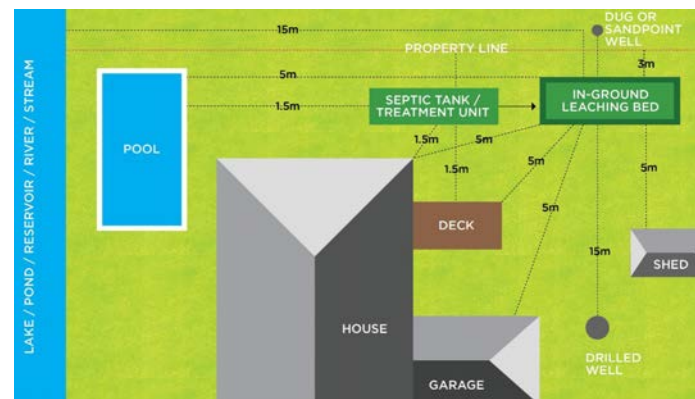 DUG OR
SANDPOINT
WELL
15m
PROPERTY LINE
3m
5m
SEPTIC TANK /
TREATMENT UNIT
IN-GROUND
LEACHING BED
1.5m
POOL
1.5m
5m
5m
5m
1.5m
5m
DECK
15m
SHED
LAKE / POND / RESERVOIR / RIVER / STREAM
HOUSE
DRILLED
WELL
GARAGE